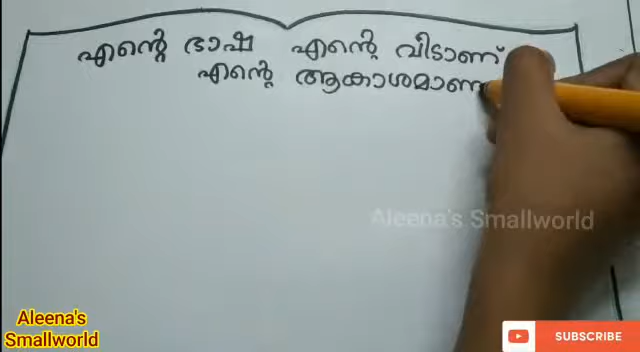 എന്റെ ഭാഷ എന്റെ വീടാണ്
എന്റെ ആകാശമാണ
Aleena's Smallworld
Aleena's
Smallworld
SUBSCRIBE